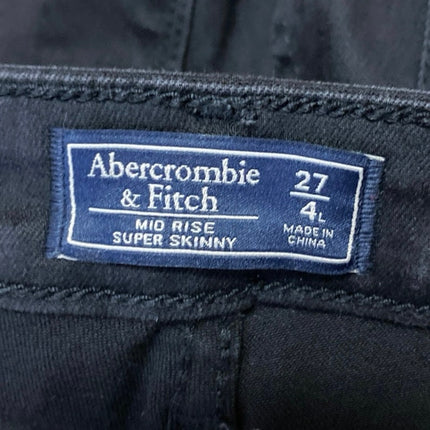 Abercrombie
& Fitch
MID RISE
SUPER SKINNY
27
4L
MADE IN
CHINA